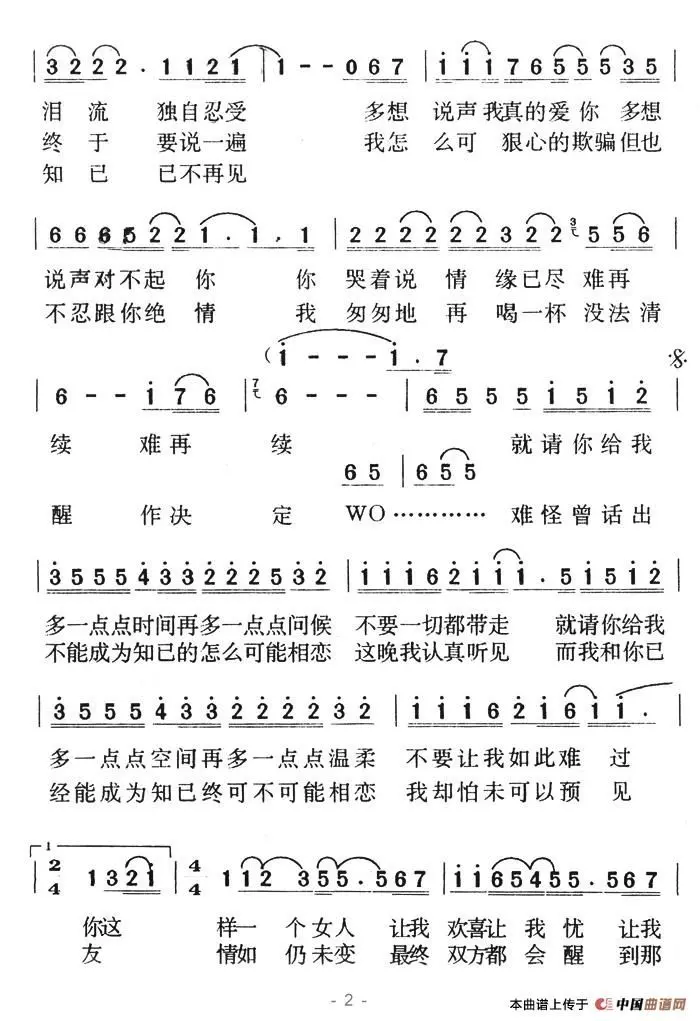 3 2 2 2 . 1 1 2 1 | 1 - - 0 6 7 | i i i 7 6 5 5 5 3 5
泪 流 独自忍受 多想 说声我真的爱你 多想
终 于 要说一遍 我怎么可 狠心的欺骗但也
知 已 已不再见
6 6 6 5 5 2 2 1 . 1 . 1 | 2 2 2 2 2 2 3 2 2 5 5 6
说声对不起 你 你 哭着说 情 缘已尽 难再
不忍跟你绝 情 我 匆匆地 再 喝一杯 没法清
( i - - - i . 7
6 - - i 7 6 | 6 - - - | 6 5 5 5 i 5 i 2
续 难再 续 就请你给我
6 5 | 6 5 5
醒 作决 定 WO………… 难怪曾话出
3 5 5 5 4 3 3 2 2 2 2 5 3 2 | i i i 6 2 i i i . 5 i 5 i 2
多一点点时间再多一点点问候 不要一切都带走 就请你给我
不能成为知已的怎么可能相恋 这晚我认真听见 而我和你已
3 5 5 5 4 3 3 2 2 2 2 2 3 2 | i i i 6 2 i 6 i i .
多一点点空间再多一点点温柔 不要让我如此难 过
经能成为知已终可不可能相恋 我却怕未可以预 见
1
2/4 1 3 2 i | 4/4 1 1 2 3 5 5 . 5 6 7 | i i 6 5 4 5 5 . 5 6 7
你这 样一 个女人 让我 欢喜让 我 忧 让我
友 情如 仍未变 最终 双方都 会 醒 到那
- 2 -
本曲谱上传于 中国曲谱网